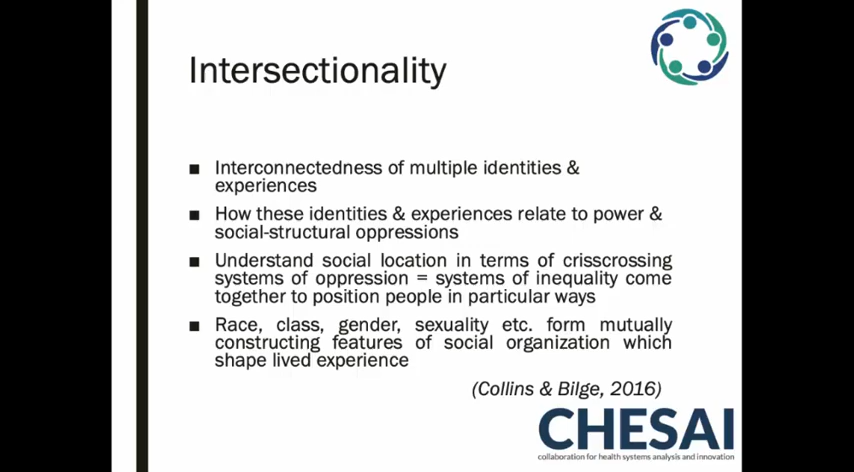 Intersectionality
■ Interconnectedness of multiple identities &
experiences
■ How these identities & experiences relate to power &
social-structural oppressions
■ Understand social location in terms of crisscrossing
systems of oppression = systems of inequality come
together to position people in particular ways
■ Race, class, gender, sexuality etc. form mutually
constructing features of social organization which
shape lived experience
(Collins & Bilge, 2016)
CHESAI
collaboration for health systems analysis and innovation